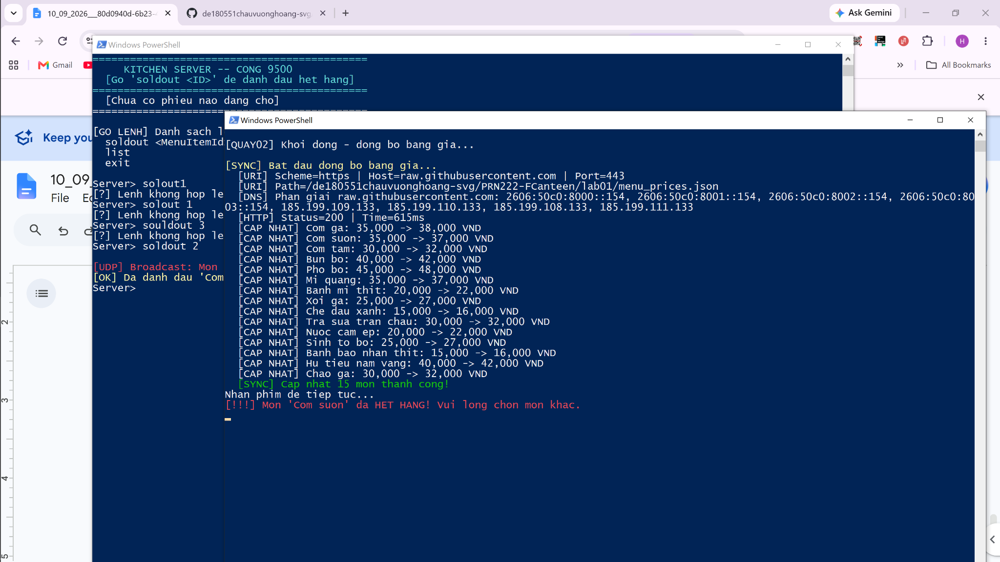 10_09_2026___80d0940d-6b23-
de180551chauvuonghoang-svg
Ask Gemini
Windows PowerShell
H
Gmail
All Bookmarks
==============================================
KITCHEN SERVER -- CONG 9500
[Go 'soldout <ID>' de danh dau het hang]
==============================================
[Chua co phieu nao dang cho]
==============================================
[GO LENH] Danh sach l
soldout <MenuItemId
list
exit
Server> solout1
[?] Lenh khong hop le
Server> solout 1
[?] Lenh khong hop le
Server> souldout 3
[?] Lenh khong hop le
Server> soldout 2
[UDP] Broadcast: Mon
[OK] Da danh dau 'Com
Server>
Windows PowerShell
[QUAY02] Khoi dong - dong bo bang gia...
[SYNC] Bat dau dong bo bang gia...
[URI] Scheme=https | Host=raw.githubusercontent.com | Port=443
[URI] Path=/de180551chauvuonghoang-svg/PRN222-FCanteen/lab01/menu_prices.json
[DNS] Phan giai raw.githubusercontent.com: 2606:50c0:8000::154, 2606:50c0:8001::154, 2606:50c0:8002::154, 2606:50c0:80
03::154, 185.199.109.133, 185.199.110.133, 185.199.108.133, 185.199.111.133
[HTTP] Status=200 | Time=615ms
[CAP NHAT] Com ga: 35,000 -> 38,000 VND
[CAP NHAT] Com suon: 35,000 -> 37,000 VND
[CAP NHAT] Com tam: 30,000 -> 32,000 VND
[CAP NHAT] Bun bo: 40,000 -> 42,000 VND
[CAP NHAT] Pho bo: 45,000 -> 48,000 VND
[CAP NHAT] Mi quang: 35,000 -> 37,000 VND
[CAP NHAT] Banh mi thit: 20,000 -> 22,000 VND
[CAP NHAT] Xoi ga: 25,000 -> 27,000 VND
[CAP NHAT] Che dau xanh: 15,000 -> 16,000 VND
[CAP NHAT] Tra sua tran chau: 30,000 -> 32,000 VND
[CAP NHAT] Nuoc cam ep: 20,000 -> 22,000 VND
[CAP NHAT] Sinh to bo: 25,000 -> 27,000 VND
[CAP NHAT] Banh bao nhan thit: 15,000 -> 16,000 VND
[CAP NHAT] Hu tieu nam vang: 40,000 -> 42,000 VND
[CAP NHAT] Chao ga: 30,000 -> 32,000 VND
[SYNC] Cap nhat 15 mon thanh cong!
Nhan phim de tiep tuc...
[!!!] Mon 'Com suon' da HET HANG! Vui long chon mon khac.
Keep you
10_09_
File
2
3
4
5